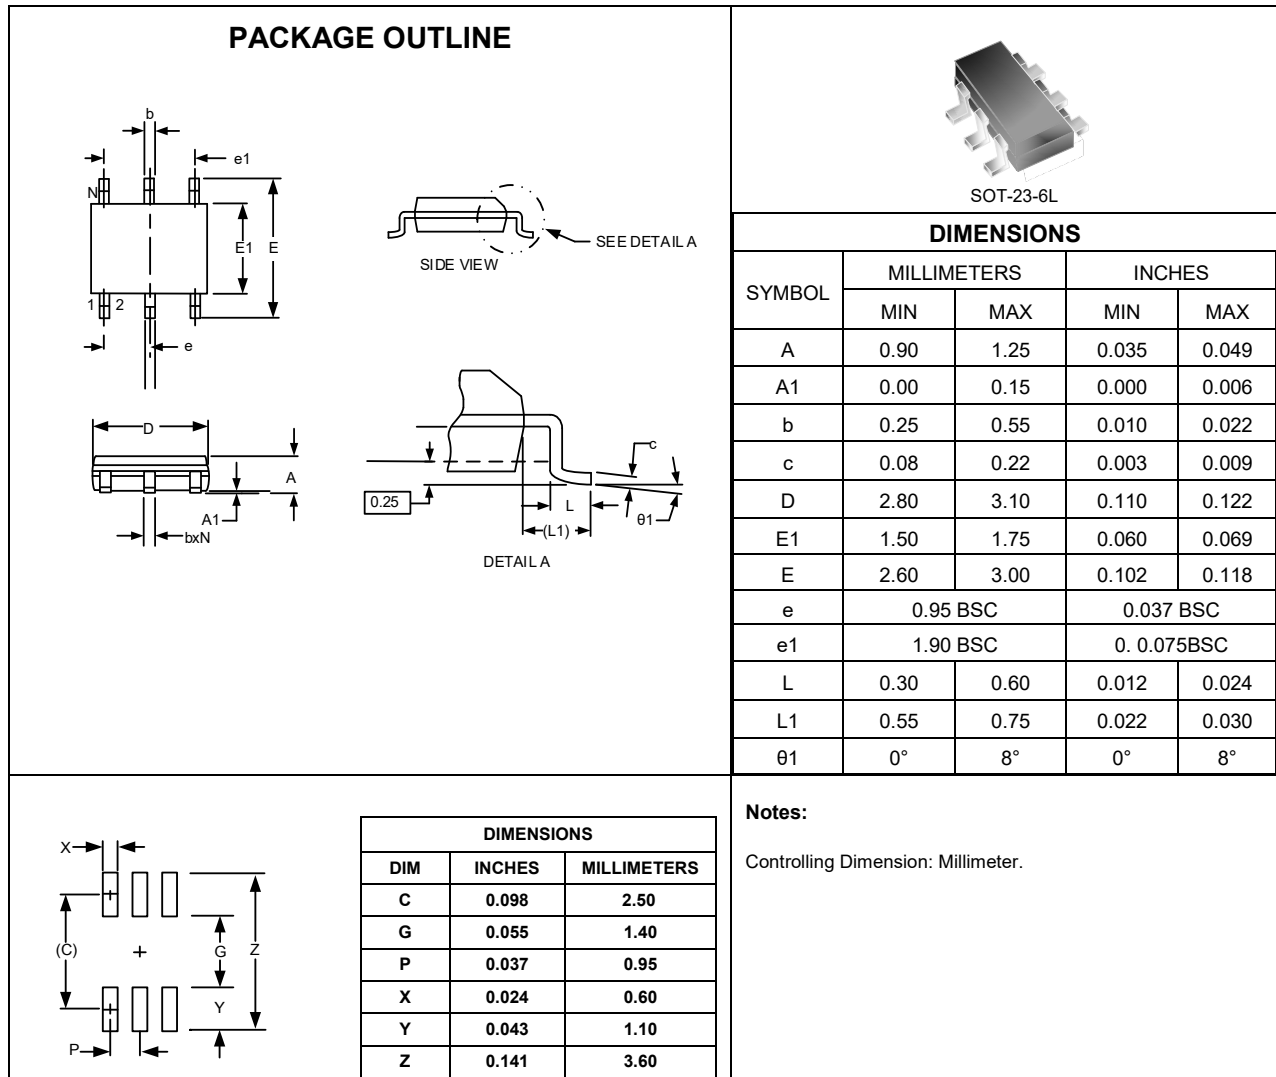 PACKAGE OUTLINE
b
e1
N
E1
E
1
2
e
SIDE VIEW
SEE DETAIL A
D
A
A1
bxN
c
0.25
L
(L1)
θ1
DETAIL A
SOT-23-6L
DIMENSIONS
SYMBOL MILLIMETERS INCHES
MIN MAX MIN MAX
A 0.90 1.25 0.035 0.049
A1 0.00 0.15 0.000 0.006
b 0.25 0.55 0.010 0.022
c 0.08 0.22 0.003 0.009
D 2.80 3.10 0.110 0.122
E1 1.50 1.75 0.060 0.069
E 2.60 3.00 0.102 0.118
e 0.95 BSC 0.037 BSC
e1 1.90 BSC 0. 0.075BSC
L 0.30 0.60 0.012 0.024
L1 0.55 0.75 0.022 0.030
θ1 0° 8° 0° 8°
X
(C)
G
Z
Y
P
DIMENSIONS
DIM INCHES MILLIMETERS
C 0.098 2.50
G 0.055 1.40
P 0.037 0.95
X 0.024 0.60
Y 0.043 1.10
Z 0.141 3.60
Notes:
Controlling Dimension: Millimeter.